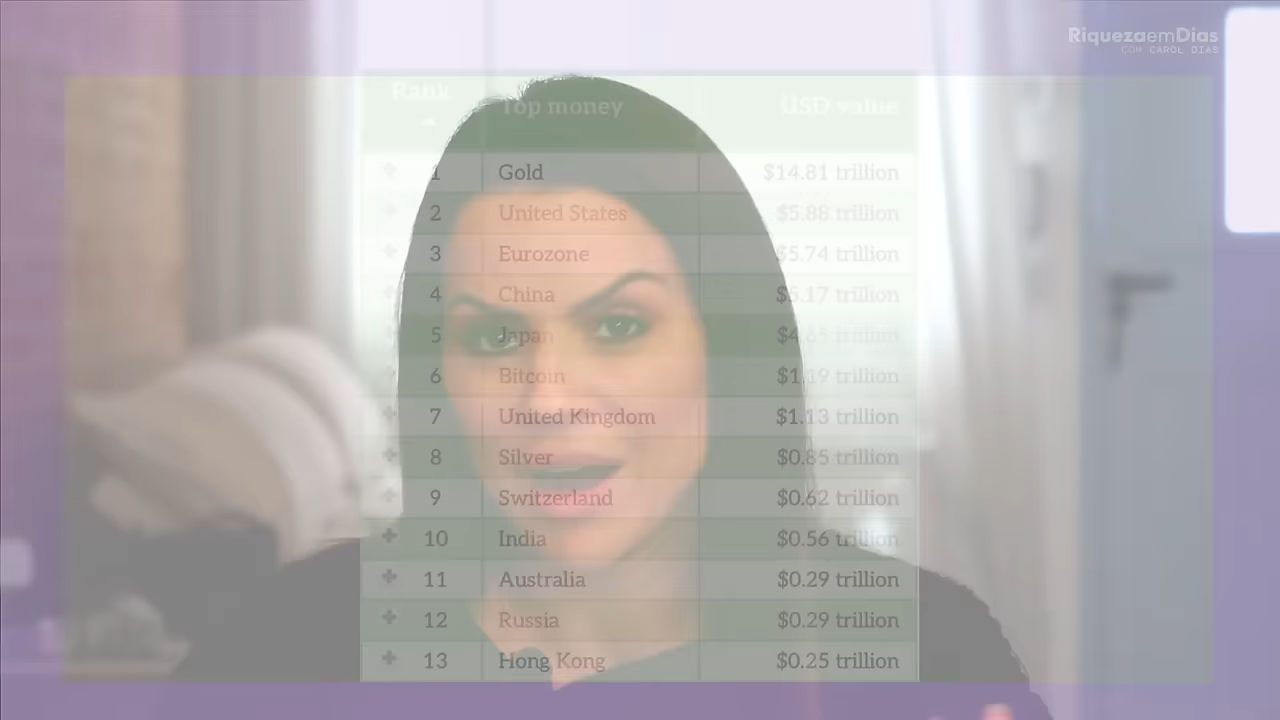 RiquezaemDias
COM CAROL DIAS
Rank Top money USD value
1 Gold $14.81 trillion
2 United States $5.88 trillion
3 Eurozone $5.74 trillion
4 China $5.17 trillion
5 Japan $4.65 trillion
6 Bitcoin $1.19 trillion
7 United Kingdom $1.13 trillion
8 Silver $0.85 trillion
9 Switzerland $0.62 trillion
10 India $0.56 trillion
11 Australia $0.29 trillion
12 Russia $0.29 trillion
13 Hong Kong $0.25 trillion